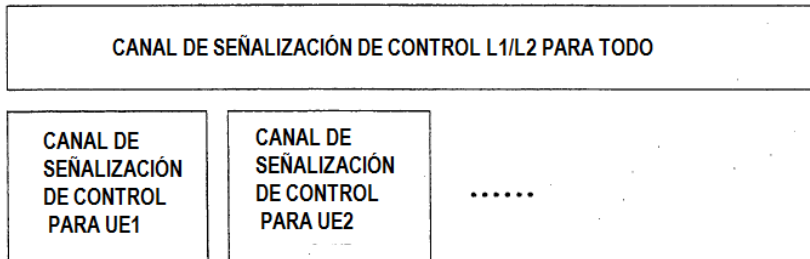 CANAL DE SEÑALIZACIÓN DE CONTROL L1/L2 PARA TODO
CANAL DE
SEÑALIZACIÓN
DE CONTROL
PARA UE1
CANAL DE
SEÑALIZACIÓN
DE CONTROL
PARA UE2
......